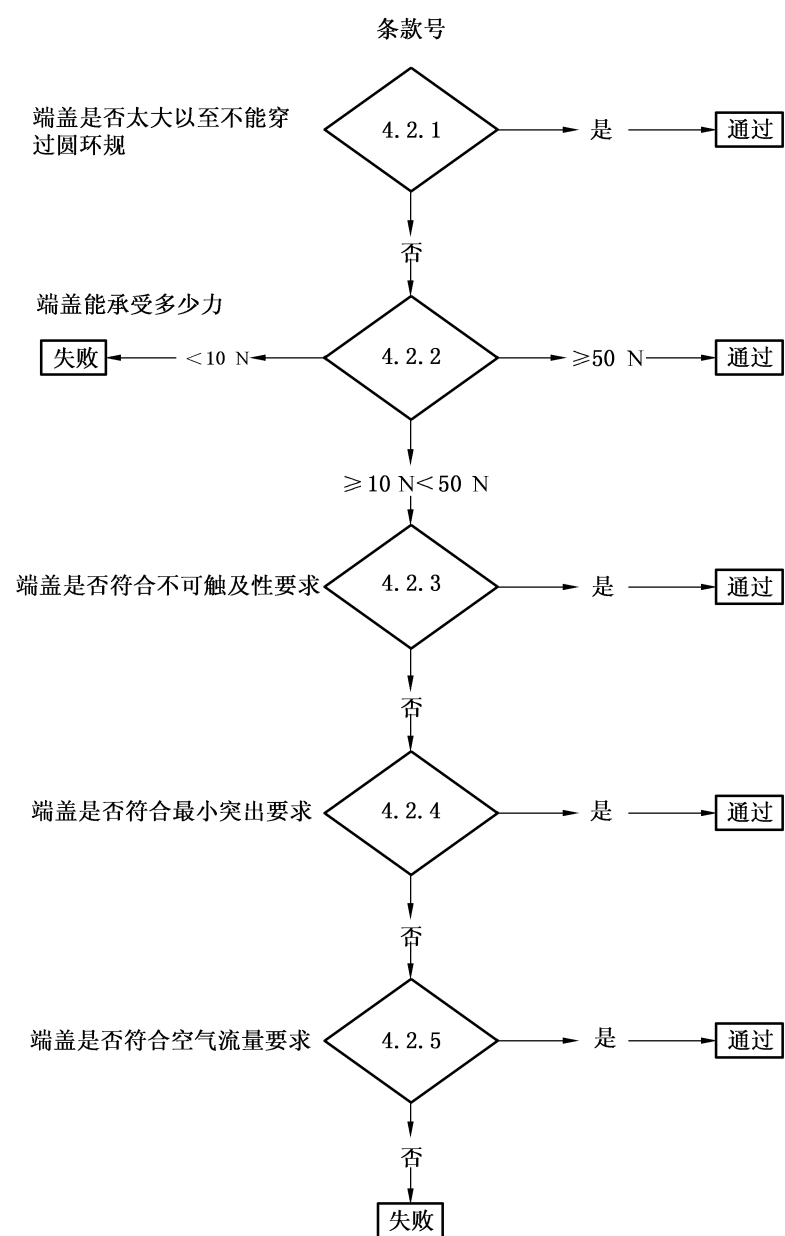 条款号
端盖是否太大以至不能穿
过圆环规
4.2.1
是
通过
否
端盖能承受多少力
失败
<10 N
4.2.2
≥50 N
通过
≥10 N<50 N
端盖是否符合不可触及性要求
4.2.3
是
通过
否
端盖是否符合最小突出要求
4.2.4
是
通过
否
端盖是否符合空气流量要求
4.2.5
是
通过
否
失败